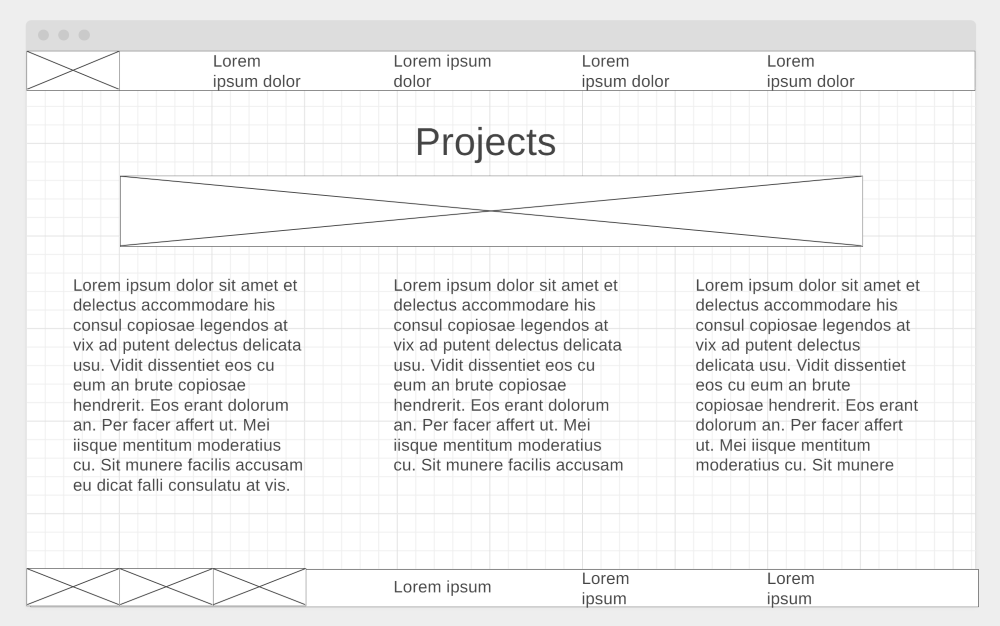 Lorem
ipsum dolor
Lorem ipsum
dolor
Lorem
ipsum dolor
Lorem
ipsum dolor
Projects
Lorem ipsum dolor sit amet et
delectus accommodare his
consul copiosae legendos at
vix ad putent delectus delicata
usu. Vidit dissentiet eos cu
eum an brute copiosae
hendrerit. Eos erant dolorum
an. Per facer affert ut. Mei
iisque mentitum moderatius
cu. Sit munere facilis accusam
eu dicat falli consulatu at vis.
Lorem ipsum dolor sit amet et
delectus accommodare his
consul copiosae legendos at
vix ad putent delectus delicata
usu. Vidit dissentiet eos cu
eum an brute copiosae
hendrerit. Eos erant dolorum
an. Per facer affert ut. Mei
iisque mentitum moderatius
cu. Sit munere facilis accusam
Lorem ipsum dolor sit amet et
delectus accommodare his
consul copiosae legendos at
vix ad putent delectus
delicata usu. Vidit dissentiet
eos cu eum an brute
copiosae hendrerit. Eos erant
dolorum an. Per facer affert
ut. Mei iisque mentitum
moderatius cu. Sit munere
Lorem ipsum
Lorem
ipsum
Lorem
ipsum